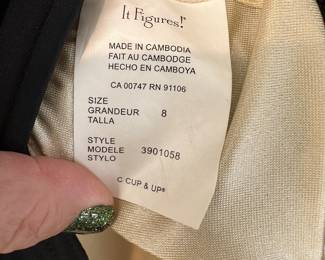 It Figures!®
MADE IN CAMBODIA
FAIT AU CAMBODGE
HECHO EN CAMBOYA
CA 00747 RN 91106
SIZE
GRANDEUR 8
TALLA
STYLE
MODELE 3901058
STYLO
C CUP & UP®